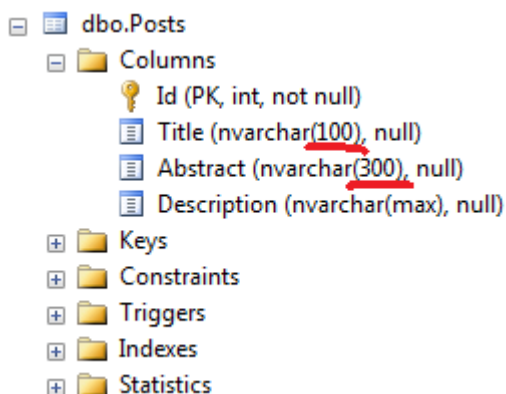 dbo.Posts
Columns
Id (PK, int, not null)
Title (nvarchar(100), null)
Abstract (nvarchar(300), null)
Description (nvarchar(max), null)
Keys
Constraints
Triggers
Indexes
Statistics